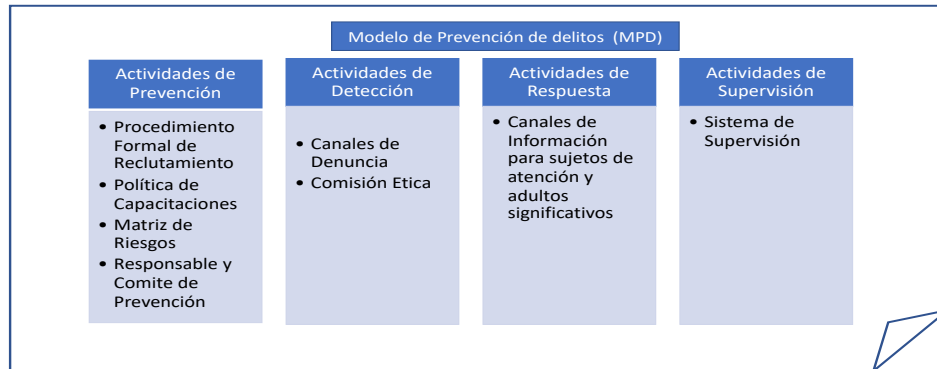 Modelo de Prevención de delitos  (MPD)
Actividades de
Prevención
• Procedimiento
Formal de
Reclutamiento
• Política de
Capacitaciones
• Matriz de
Riesgos
• Responsable y
Comite de
Prevención
Actividades de
Detección
• Canales de
Denuncia
• Comisión Etica
Actividades de
Respuesta
• Canales de
Información
para sujetos de
atención y
adultos
significativos
Actividades de
Supervisión
• Sistema de
Supervisión